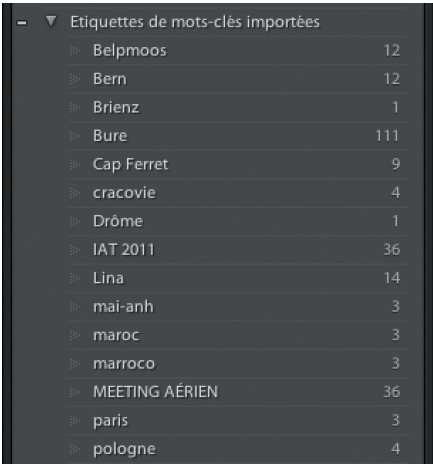 Etiquettes de mots-clés importées
Belpmoos 12
Bern 12
Brienz 1
Bure 111
Cap Ferret 9
cracovie 4
Drôme 1
IAT 2011 36
Lina 14
mai-anh 3
maroc 3
marroco 3
MEETING AÉRIEN 36
paris 3
pologne 4